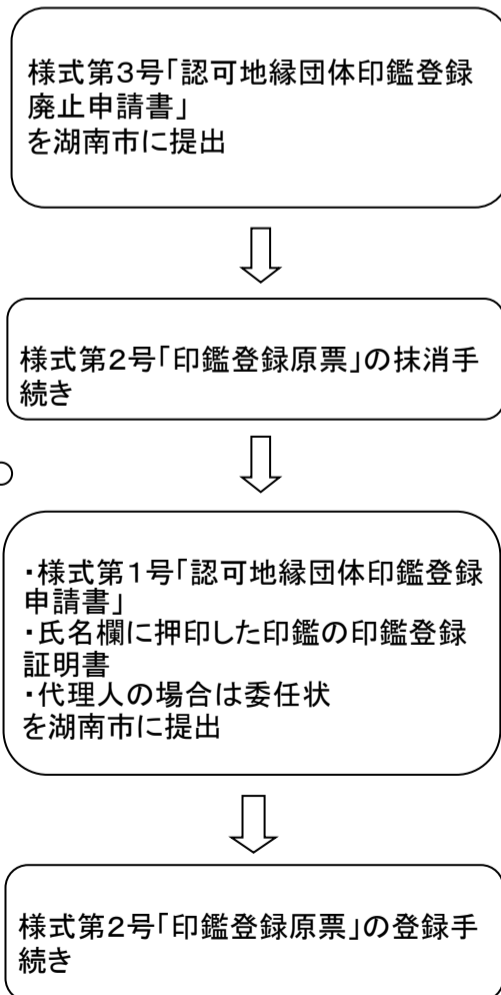 様式第3号「認可地縁団体印鑑登録
廃止申請書」
を湖南市に提出
様式第2号「印鑑登録原票」の抹消手
続き
・様式第1号「認可地縁団体印鑑登録
申請書」
・氏名欄に押印した印鑑の印鑑登録
証明書
・代理人の場合は委任状
を湖南市に提出
様式第2号「印鑑登録原票」の登録手
続き